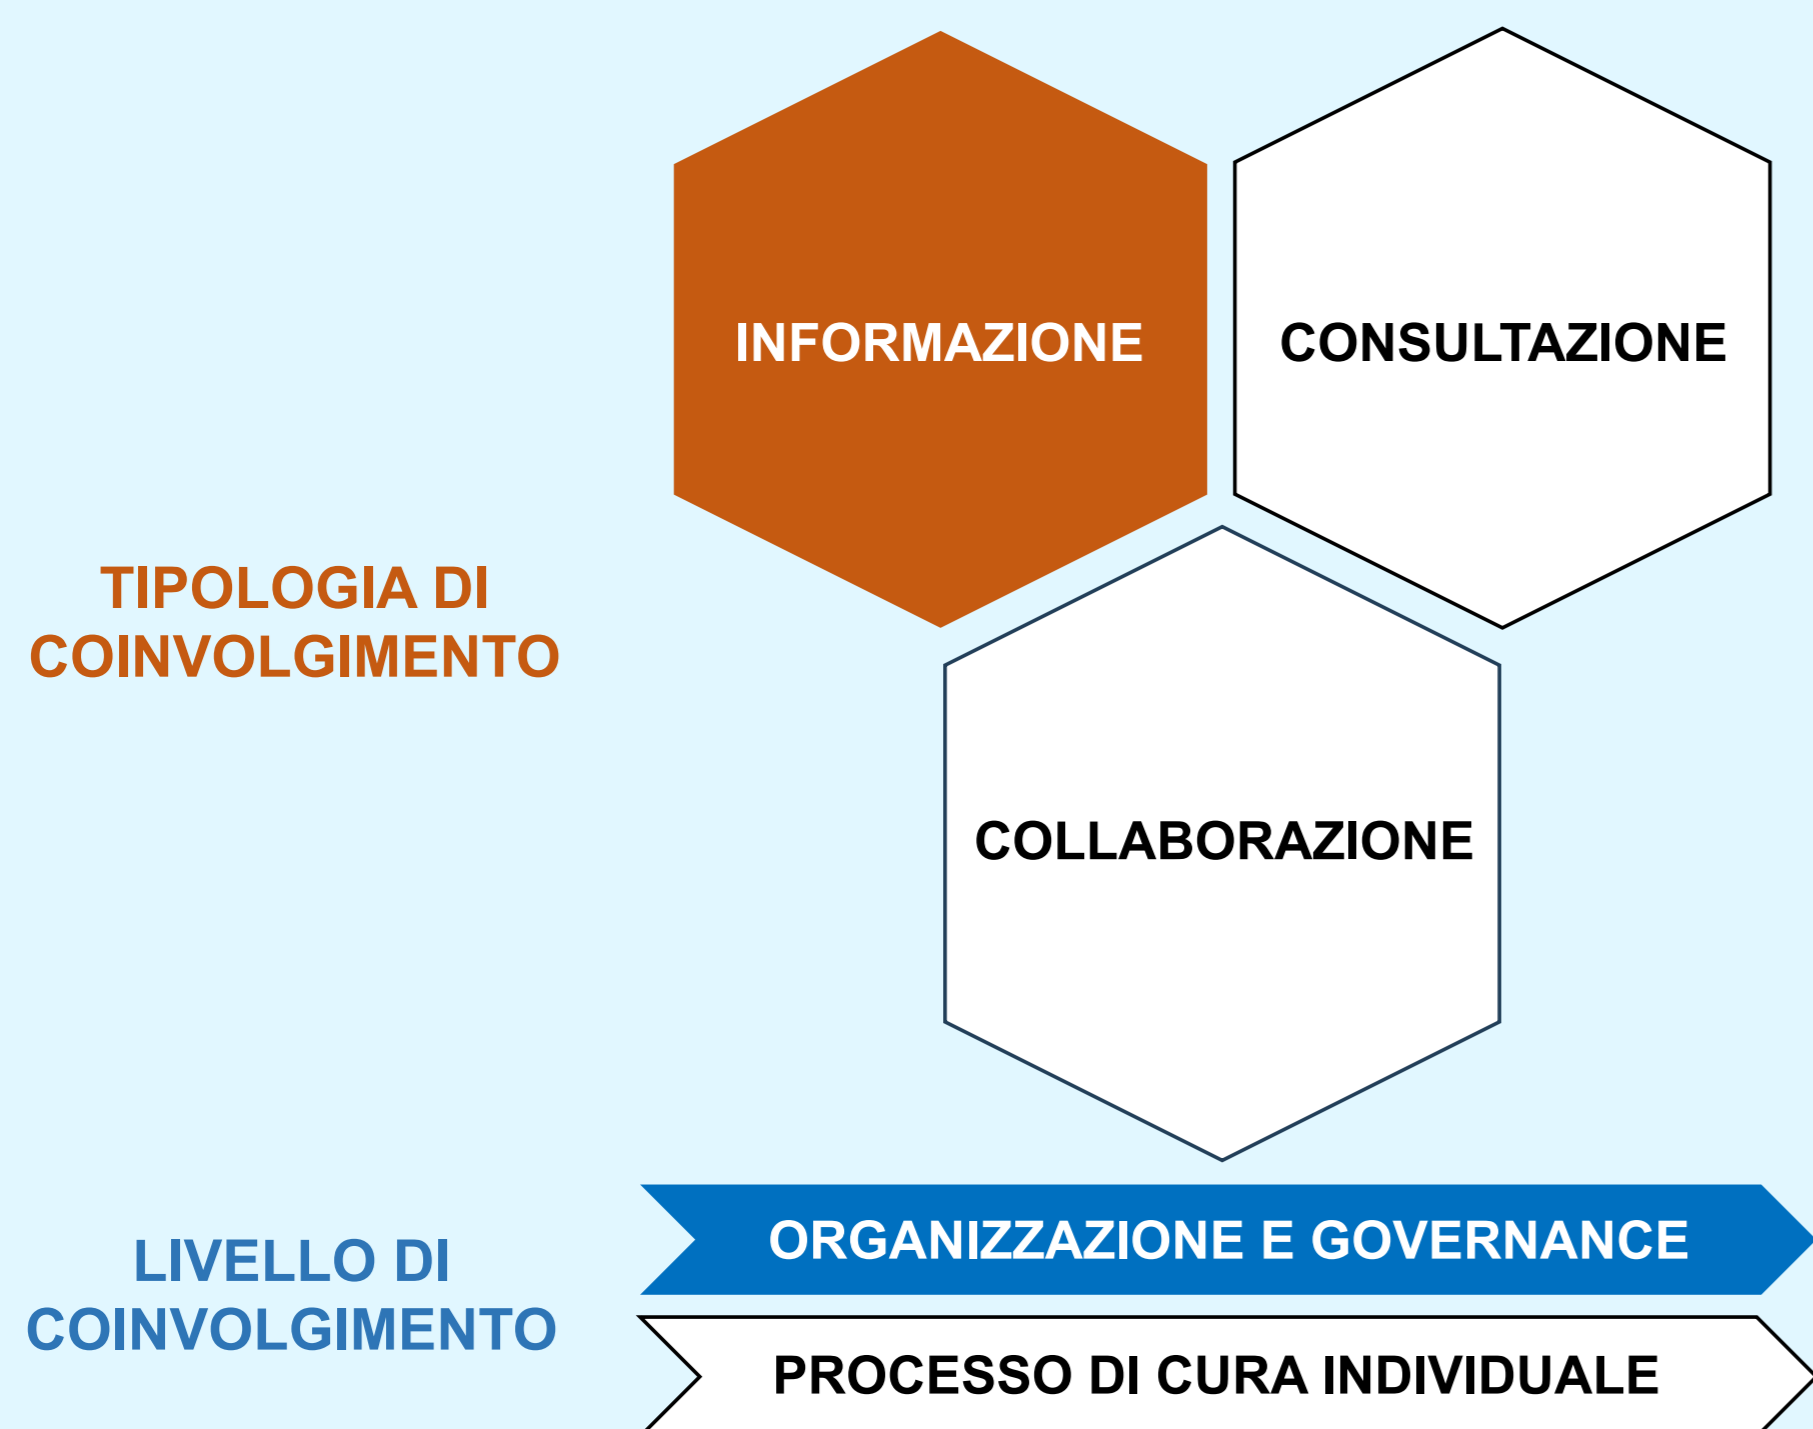 INFORMAZIONE
CONSULTAZIONE
TIPOLOGIA DI
COINVOLGIMENTO
COLLABORAZIONE
LIVELLO DI
COINVOLGIMENTO
ORGANIZZAZIONE E GOVERNANCE
PROCESSO DI CURA INDIVIDUALE